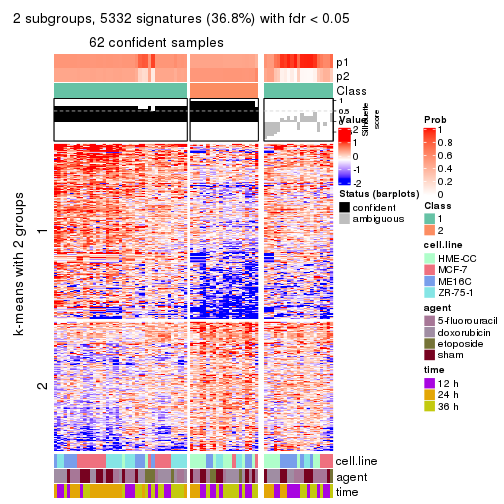 2 subgroups, 5332 signatures (36.8%) with fdr < 0.05
62 confident samples
p1
p2
Class
1
0.5
0
Silhouette
score
k-means with 2 groups
1
2
cell.line
agent
time
Value
2
1
0
-1
-2
Status (barplots)
confident
ambiguous
Prob
1
0.8
0.6
0.4
0.2
0
Class
1
2
cell.line
HME-CC
MCF-7
ME16C
ZR-75-1
agent
5-fluorouracil
doxorubicin
etoposide
sham
time
12 h
24 h
36 h